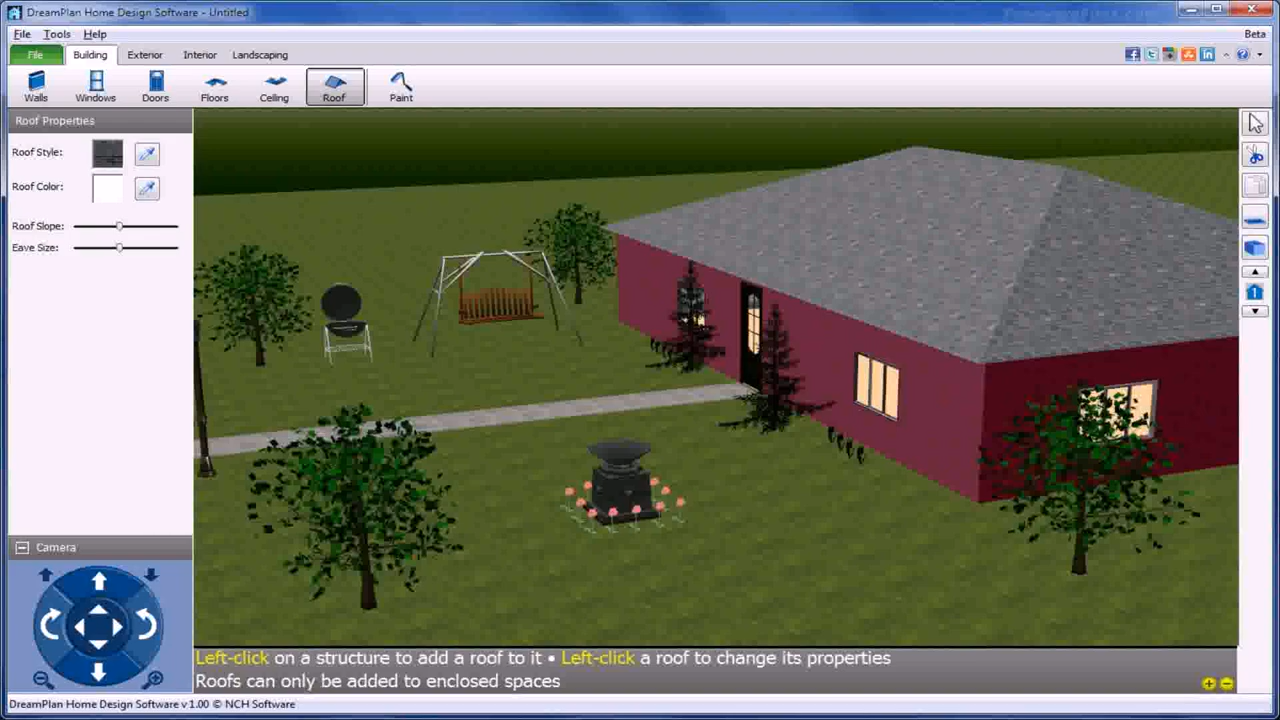 DreamPlan Home Design Software - Untitled
File Tools Help
Beta
File Building Exterior Interior Landscaping
Walls Windows Doors Floors Ceiling Roof Paint
Roof Properties
Roof Style:
Roof Color:
Roof Slope:
Eave Size:
1
Camera
Left-click on a structure to add a roof to it • Left-click a roof to change its properties
Roofs can only be added to enclosed spaces
DreamPlan Home Design Software v 1.00 © NCH Software